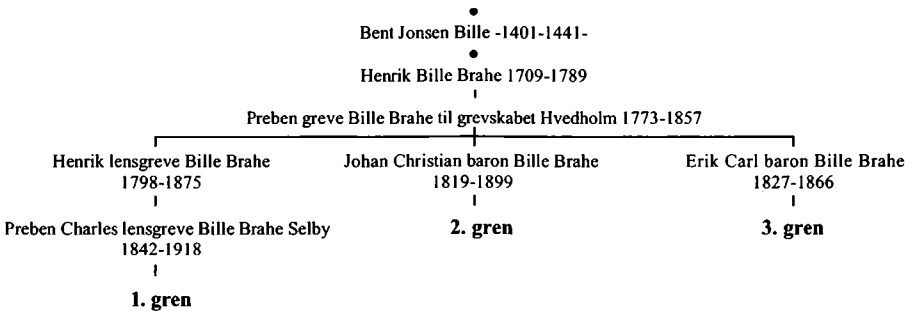 Bent Jonsen Bille -1401-1441-
Henrik Bille Brahe 1709-1789
Preben greve Bille Brahe til grevskabet Hvedholm 1773-1857
Henrik lensgreve Bille Brahe
1798-1875
Johan Christian baron Bille Brahe
1819-1899
Erik Carl baron Bille Brahe
1827-1866
Preben Charles lensgreve Bille Brahe Selby
1842-1918
2. gren
3. gren
1. gren